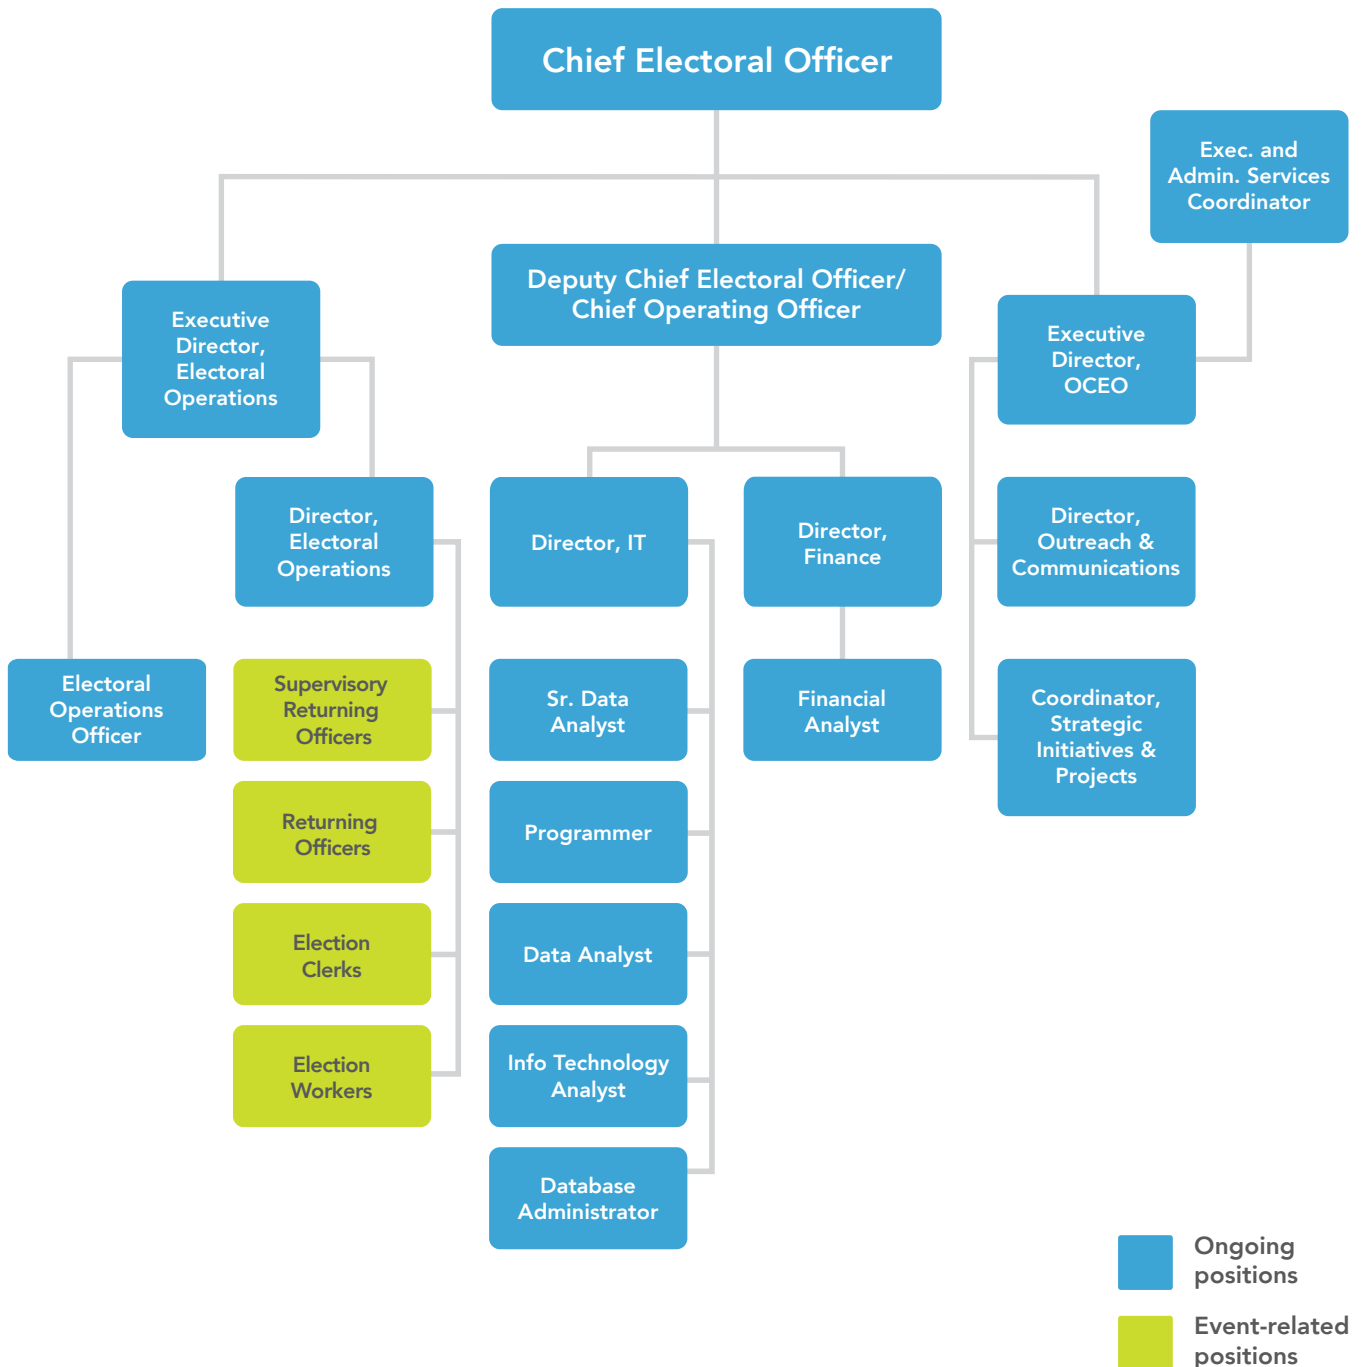 Chief Electoral Officer
Exec. and
Admin. Services
Coordinator
Deputy Chief Electoral Officer/
Chief Operating Officer
Executive
Director,
Electoral
Operations
Executive
Director,
OCEO
Director,
Electoral
Operations
Director, IT
Director,
Finance
Director,
Outreach &
Communications
Electoral
Operations
Officer
Supervisory
Returning
Officers
Sr. Data
Analyst
Financial
Analyst
Coordinator,
Strategic
Initiatives &
Projects
Returning
Officers
Programmer
Election
Clerks
Data Analyst
Election
Workers
Info Technology
Analyst
Database
Administrator
Ongoing
positions
Event-related
positions